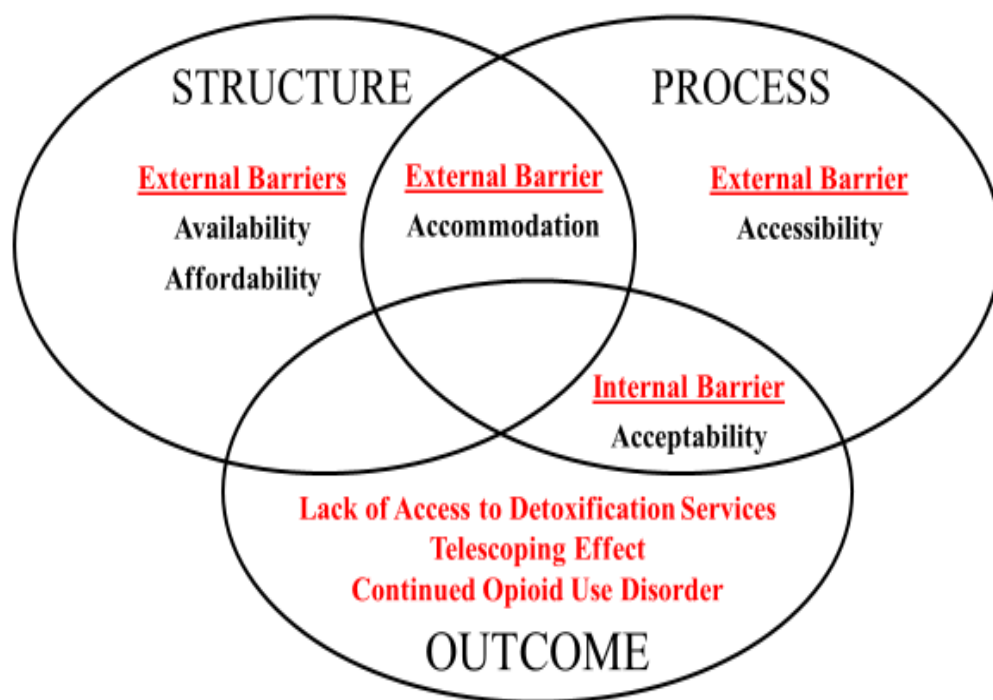 STRUCTURE
External Barriers
Availability
Affordability
External Barrier
Accommodation
PROCESS
External Barrier
Accessibility
Internal Barrier
Acceptability
Lack of Access to Detoxification Services
Telescoping Effect
Continued Opioid Use Disorder
OUTCOME